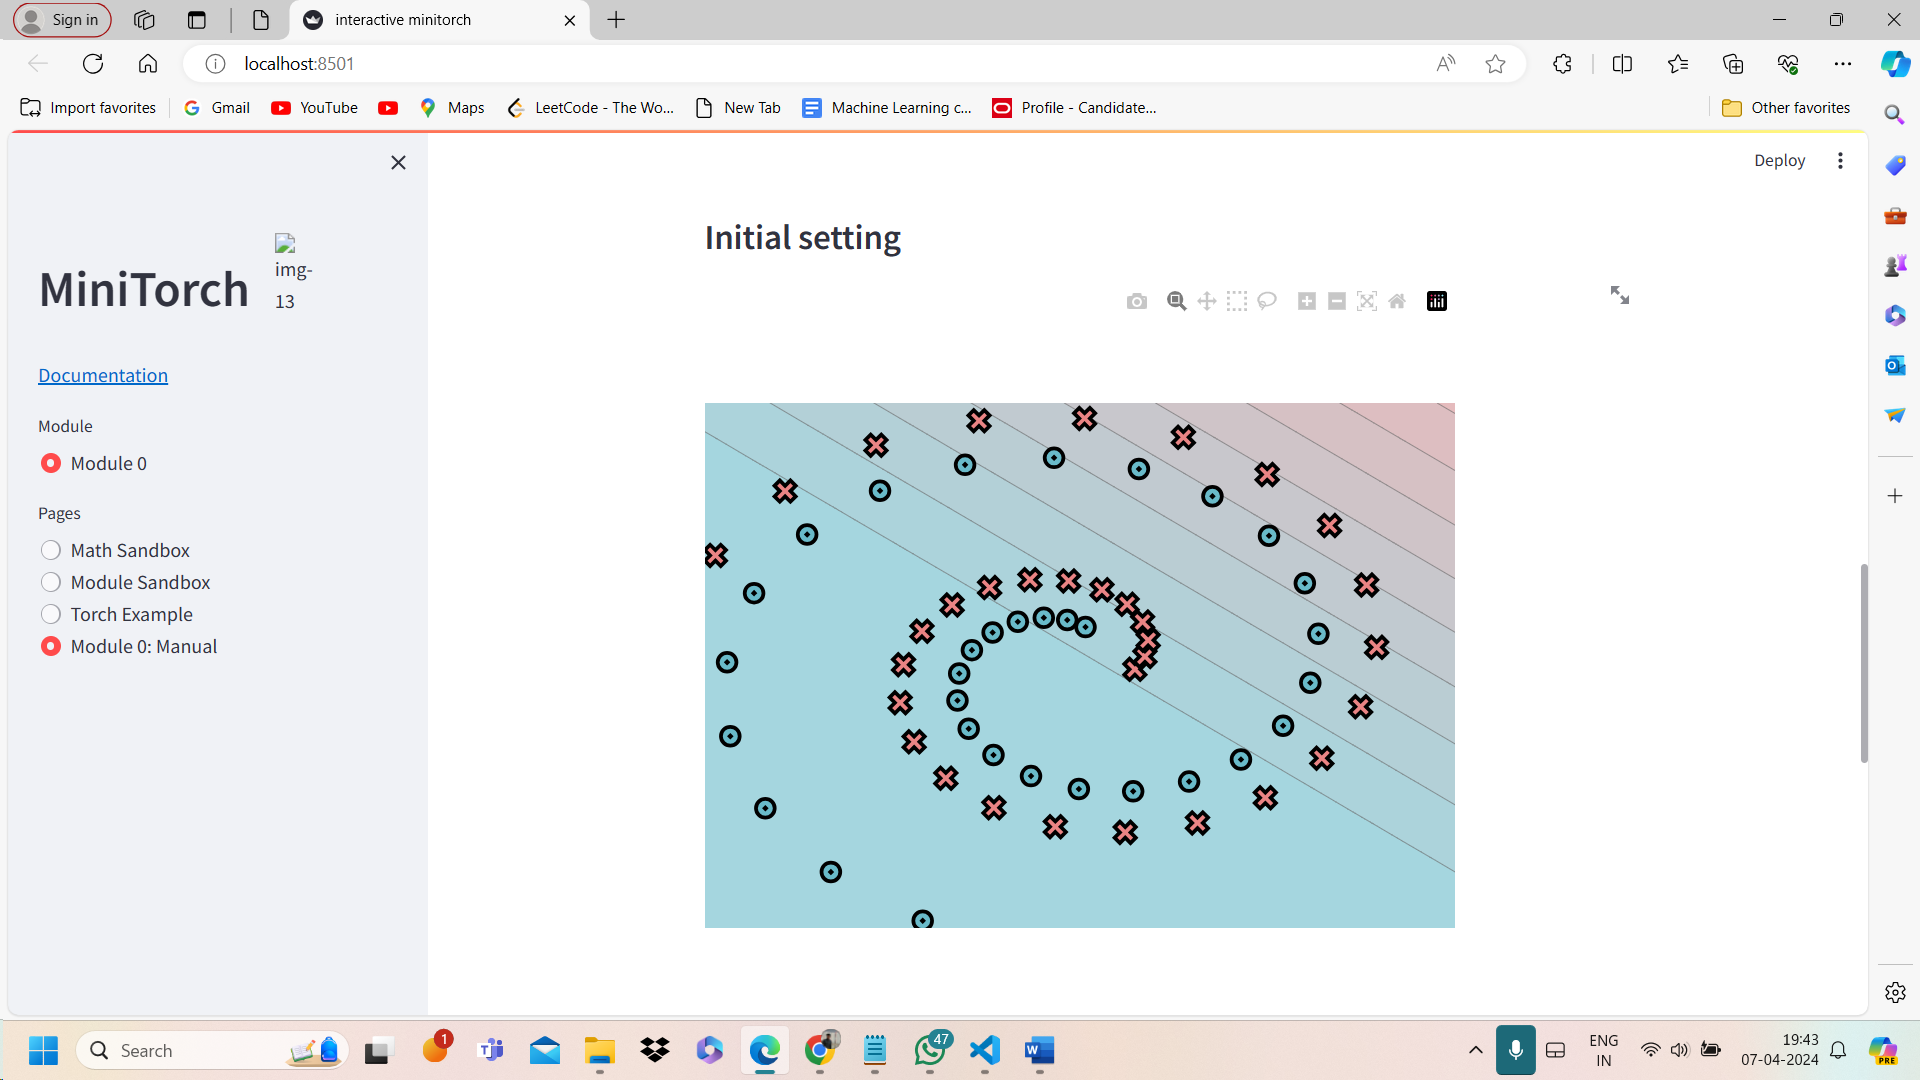 Sign in
interactive minitorch
localhost:8501
Import favorites
Gmail
YouTube
Maps
LeetCode - The Wo...
New Tab
Machine Learning c...
Profile - Candidate...
Other favorites
Deploy
MiniTorch
img-
13
Documentation
Module
Module 0
Pages
Math Sandbox
Module Sandbox
Torch Example
Module 0: Manual
Initial setting
Search
1
47
ENG
IN
19:43
07-04-2024
PRE